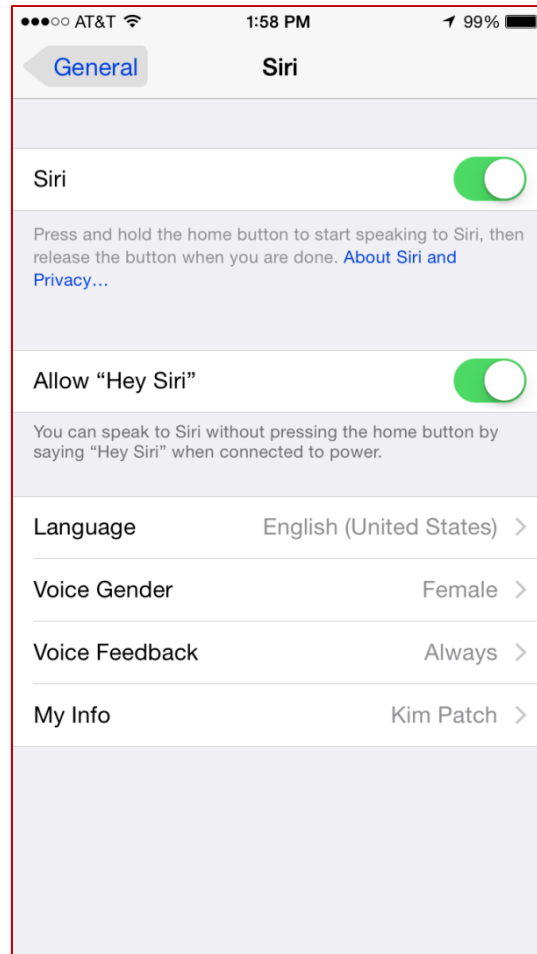 AT&T 1:58 PM 99%
General Siri
Siri
Press and hold the home button to start speaking to Siri, then
release the button when you are done. About Siri and
Privacy…
Allow “Hey Siri”
You can speak to Siri without pressing the home button by
saying “Hey Siri” when connected to power.
Language English (United States)
Voice Gender Female
Voice Feedback Always
My Info Kim Patch